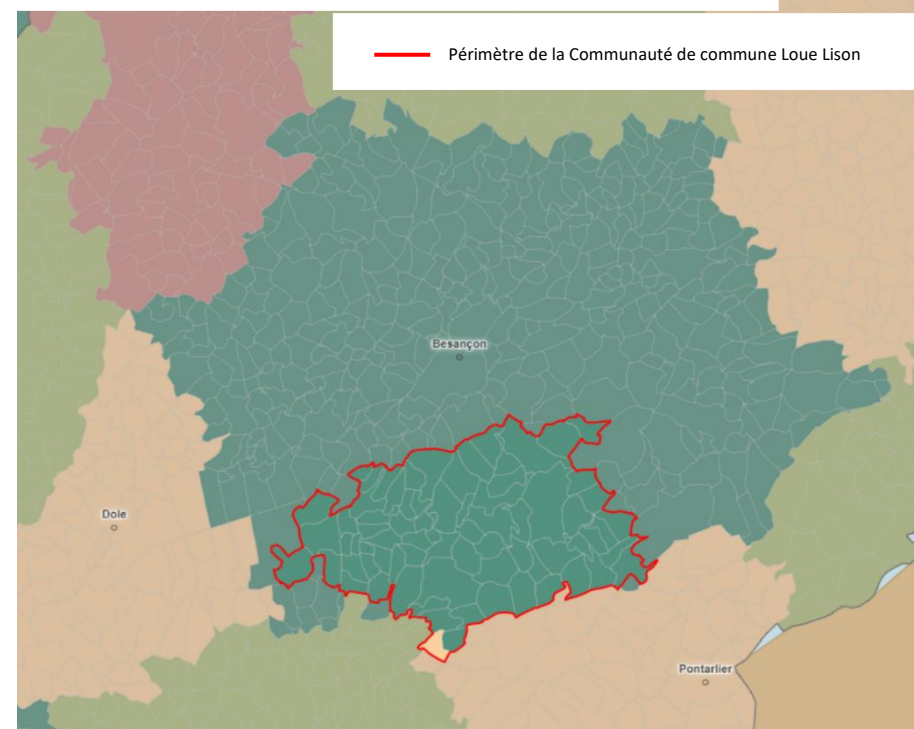 Périmètre de la Communauté de commune Loue Lison
Besançon
Dole
Pontarlier